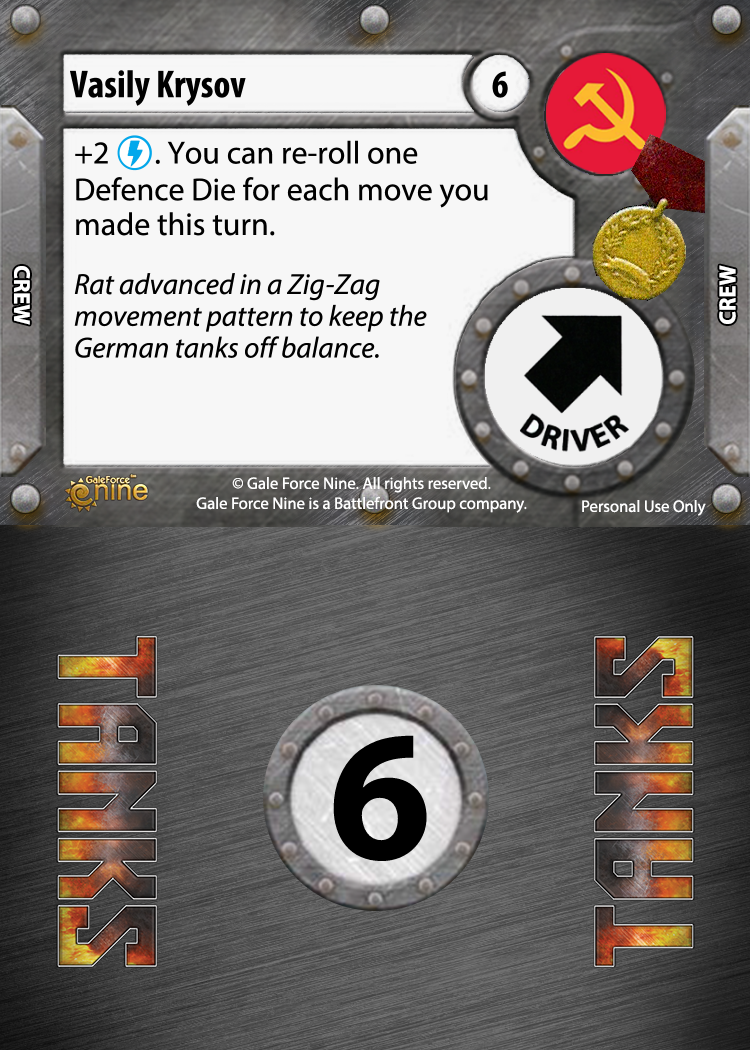 Vasily Krysov
6
+2 . You can re-roll one
Defence Die for each move you
made this turn.
Rat advanced in a Zig-Zag
movement pattern to keep the
German tanks off balance.
CREW
CREW
DRIVER
GaleForce™
nine
© Gale Force Nine. All rights reserved.
Gale Force Nine is a Battlefront Group company.
Personal Use Only
TANKS
6
TANKS